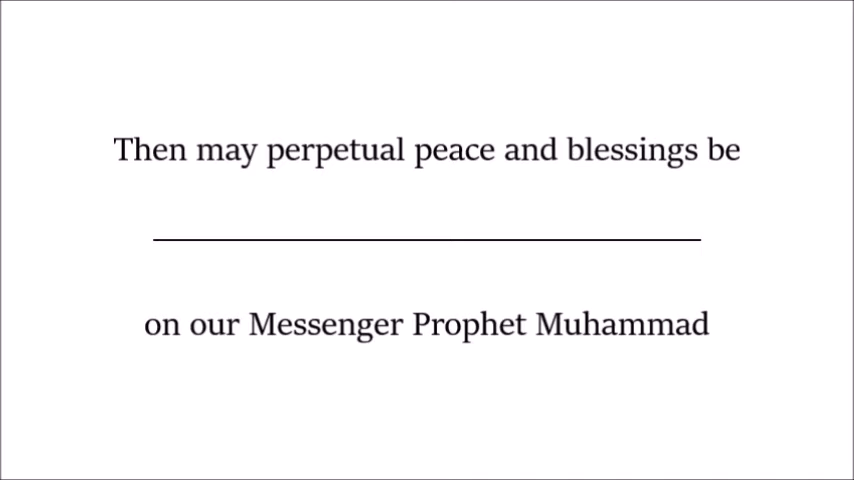 Then may perpetual peace and blessings be
on our Messenger Prophet Muhammad